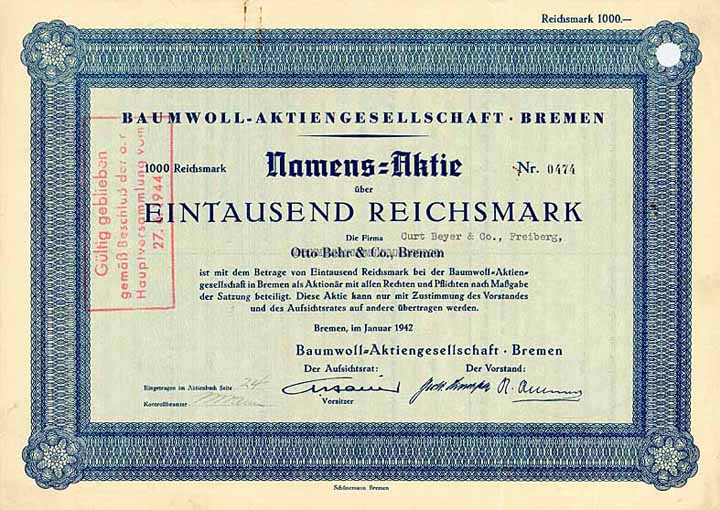 Reichsmark 1000.—
BAUMWOLL-AKTIENGESELLSCHAFT · BREMEN
1000 Reichsmark Namens=Aktie Nr. 0474
über
EINTAUSEND REICHSMARK
Die Firma Curt Beyer & Co., Freiberg,
Otto Behr & Co., Bremen
ist mit dem Betrage von Eintausend Reichsmark bei der Baumwoll-Aktien-
gesellschaft in Bremen als Aktionär mit allen Rechten und Pflichten nach Maßgabe
der Satzung beteiligt. Diese Aktie kann nur mit Zustimmung des Vorstandes
und des Aufsichtsrates auf andere übertragen werden.
Bremen, im Januar 1942
Baumwoll-Aktiengesellschaft · Bremen
Der Aufsichtsrat: Der Vorstand:
Vorsitzer
Eingetragen im Aktienbuch Seite 24
Kontrollbeamter
Gültig geblieben
gemäß Beschluß der o. r
Hauptversammlung vom
27. 1944
Schünemann Bremen